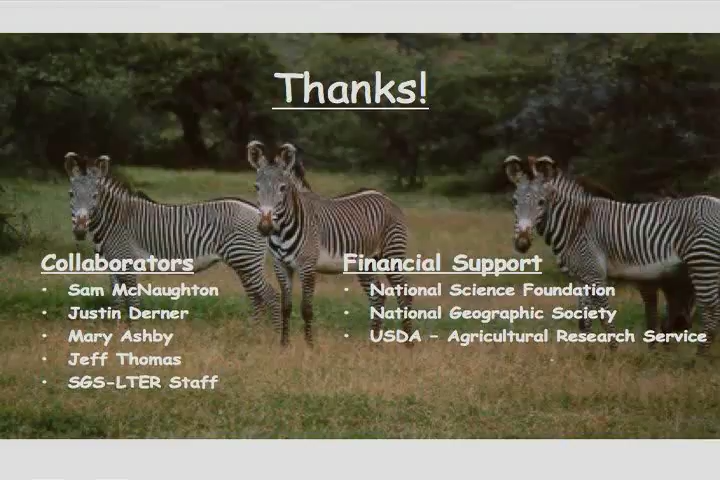 Thanks!
Collaborators
• Sam McNaughton
• Justin Derner
• Mary Ashby
• Jeff Thomas
• SGS-LTER Staff
Financial Support
• National Science Foundation
• National Geographic Society
• USDA – Agricultural Research Service